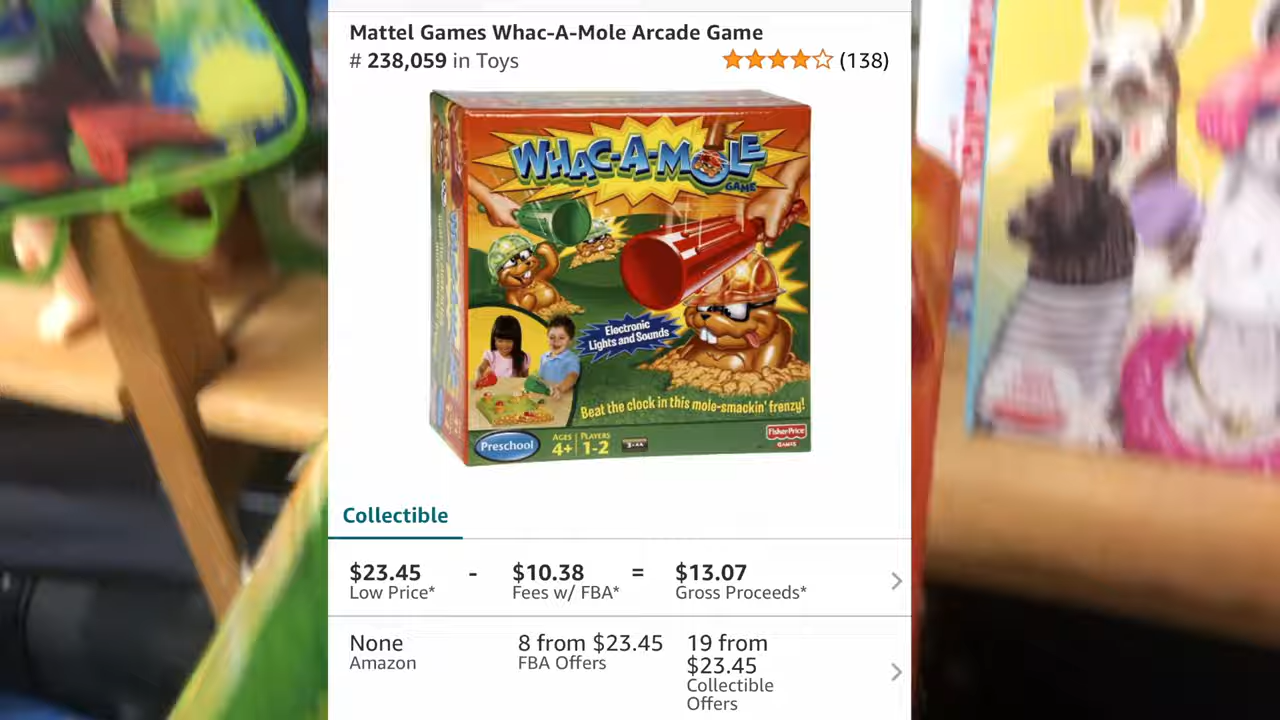 Mattel Games Whac-A-Mole Arcade Game
# 238,059 in Toys
(138)
WHAC-A-MOLE
GAME
Electronic
Lights and Sounds
Beat the clock in this mole-smackin' frenzy!
Preschool
AGES
4+
PLAYERS
1-2
3-AA
Fisher-Price
GAMES
Collectible
$23.45 - $10.38 = $13.07
Low Price* Fees w/ FBA* Gross Proceeds*
None 8 from $23.45 19 from
Amazon FBA Offers $23.45
Collectible
Offers